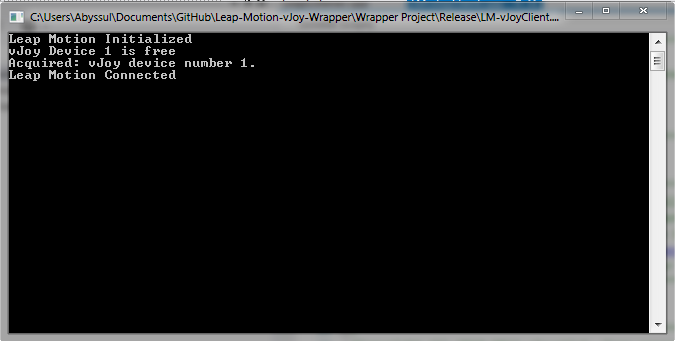 C:\Users\Abyssul\Documents\GitHub\Leap-Motion-vJoy-Wrapper\Wrapper Project\Release\LM-vJoyClient....
Leap Motion Initialized
vJoy Device 1 is free
Acquired: vJoy device number 1.
Leap Motion Connected